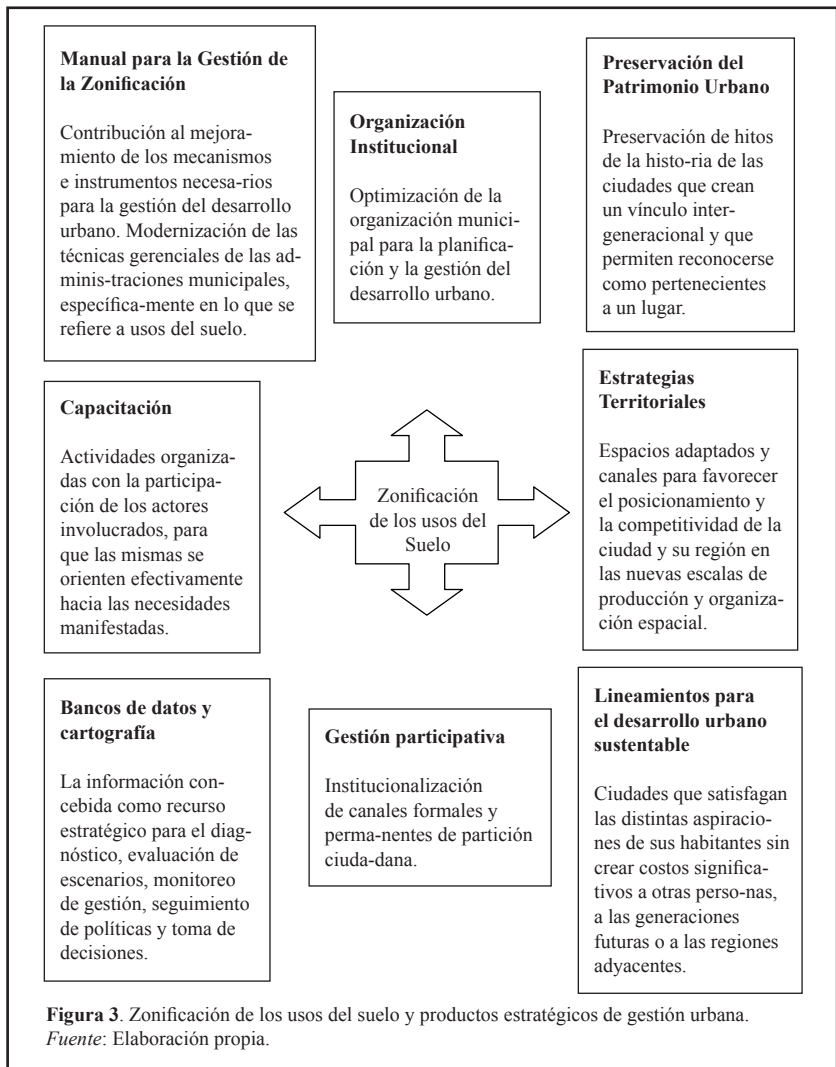 Manual para la Gestión de
la Zonificación
Contribución al mejora-
miento de los mecanismos
e instrumentos necesa-rios
para la gestión del desarrollo
urbano. Modernización de las
técnicas gerenciales de las ad-
minis-traciones municipales,
específica-mente en lo que se
refiere a usos del suelo.
Organización
Institucional
Optimización de la
organización munici-
pal para la planifica-
ción y la gestión del
desarrollo urbano.
Preservación del
Patrimonio Urbano
Preservación de hitos
de la histo-ria de las
ciudades que crean
un vínculo inter-
generacional y que
permiten reconocerse
como pertenecientes
a un lugar.
Capacitación
Actividades organiza-
das con la participa-
ción de los actores
involucrados, para
que las mismas se
orienten efectivamente
hacia las necesidades
manifestadas.
Zonificación
de los usos del
Suelo
Estrategias
Territoriales
Espacios adaptados y
canales para favorecer
el posicionamiento y
la competitividad de la
ciudad y su región en
las nuevas escalas de
producción y organiza-
ción espacial.
Bancos de datos y
cartografía
La información con-
cebida como recurso
estratégico para el diag-
nóstico, evaluación de
escenarios, monitoreo
de gestión, seguimiento
de políticas y toma de
decisiones.
Gestión participativa
Institucionalización
de canales formales y
perma-nentes de partición
ciuda-dana.
Lineamientos para
el desarrollo urbano
sustentable
Ciudades que satisfagan
las distintas aspiracio-
nes de sus habitantes sin
crear costos significa-
tivos a otras perso-nas,
a las generaciones
futuras o a las regiones
adyacentes.
Figura 3. Zonificación de los usos del suelo y productos estratégicos de gestión urbana.
Fuente: Elaboración propia.